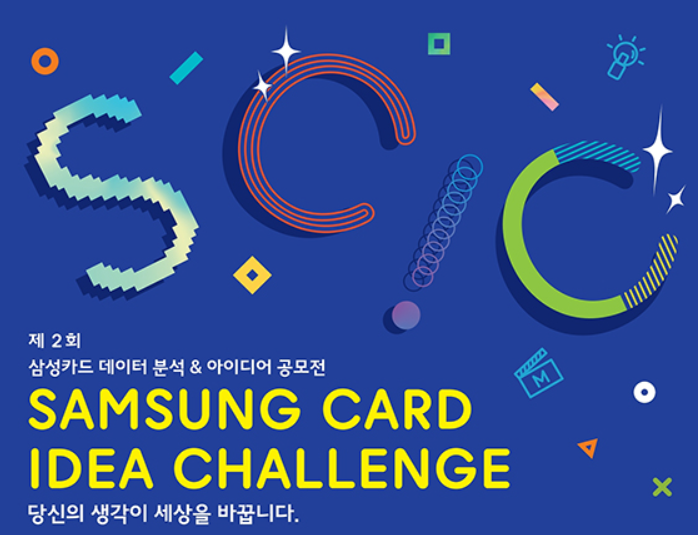 SC!C
제 2회
삼성카드 데이터 분석 & 아이디어 공모전
SAMSUNG CARD
IDEA CHALLENGE
M
당신의 생각이 세상을 바꿉니다.